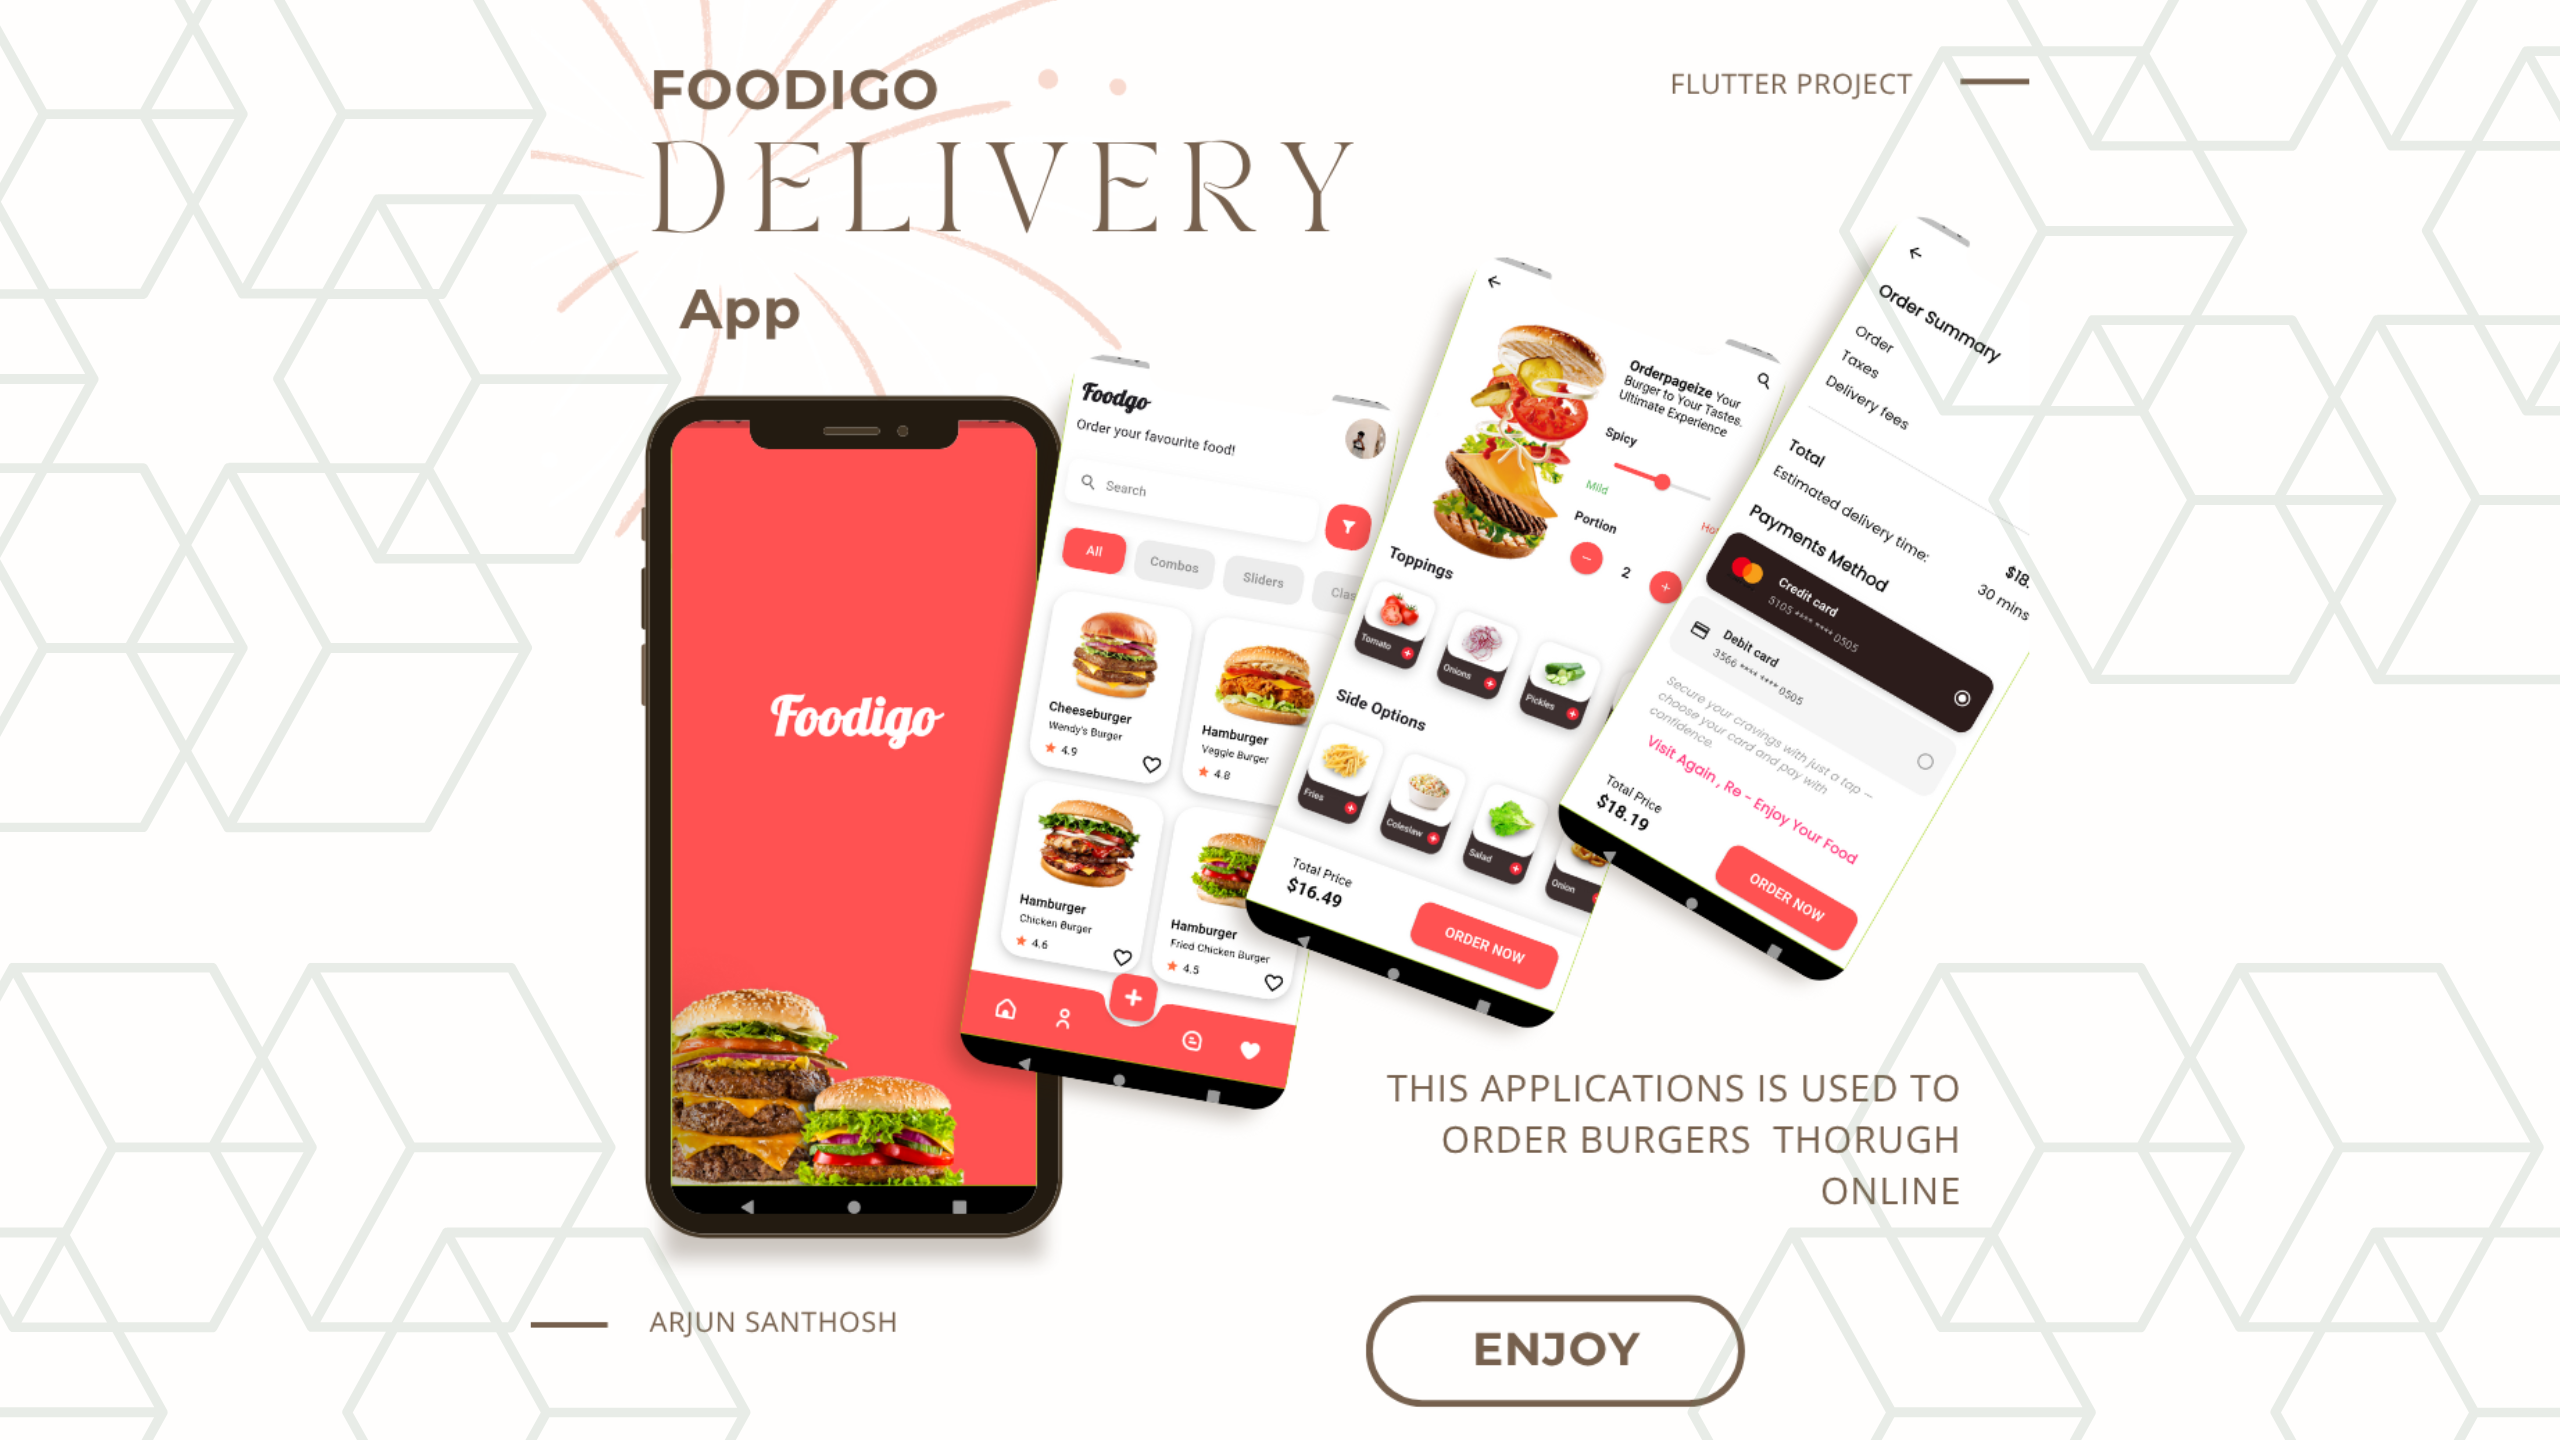 FOODIGO
DELIVERY
App
FLUTTER PROJECT
Foodigo
Foodgo
Order your favourite food!
Search
All
Combos
Sliders
Cheeseburger
Wendy's Burger
4.9
Hamburger
Veggie Burger
4.8
Hamburger
Chicken Burger
4.6
Hamburger
Fried Chicken Burger
4.5
Orderpageize Your
Burger to Your Tastes.
Ultimate Experience
Spicy
Mild
Portion
2
Toppings
Tomato
Onions
Pickles
Side Options
Fries
Coleslaw
Salad
Onion
Total Price
$16.49
ORDER NOW
Order Summary
Order
Taxes
Delivery fees
Total
$18.
Estimated delivery time:
30 mins
Payments Method
Credit card
5105 **** **** 0505
Debit card
3566 **** **** 0505
Secure your cravings with just a tap —
choose your card and pay with
confidence.
Visit Again , Re - Enjoy Your Food
Total Price
$18.19
ORDER NOW
THIS APPLICATIONS IS USED TO
ORDER BURGERS THORUGH
ONLINE
ARJUN SANTHOSH
ENJOY